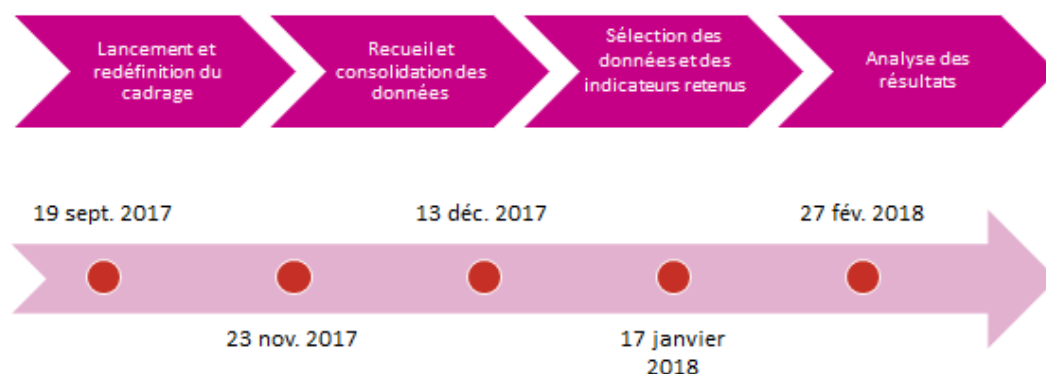 Lancement et
redéfinition du
cadrage
Recueil et
consolidation des
données
Sélection des
données et des
indicateurs retenus
Analyse des
résultats
19 sept. 2017
13 déc. 2017
27 fév. 2018
23 nov. 2017
17 janvier
2018